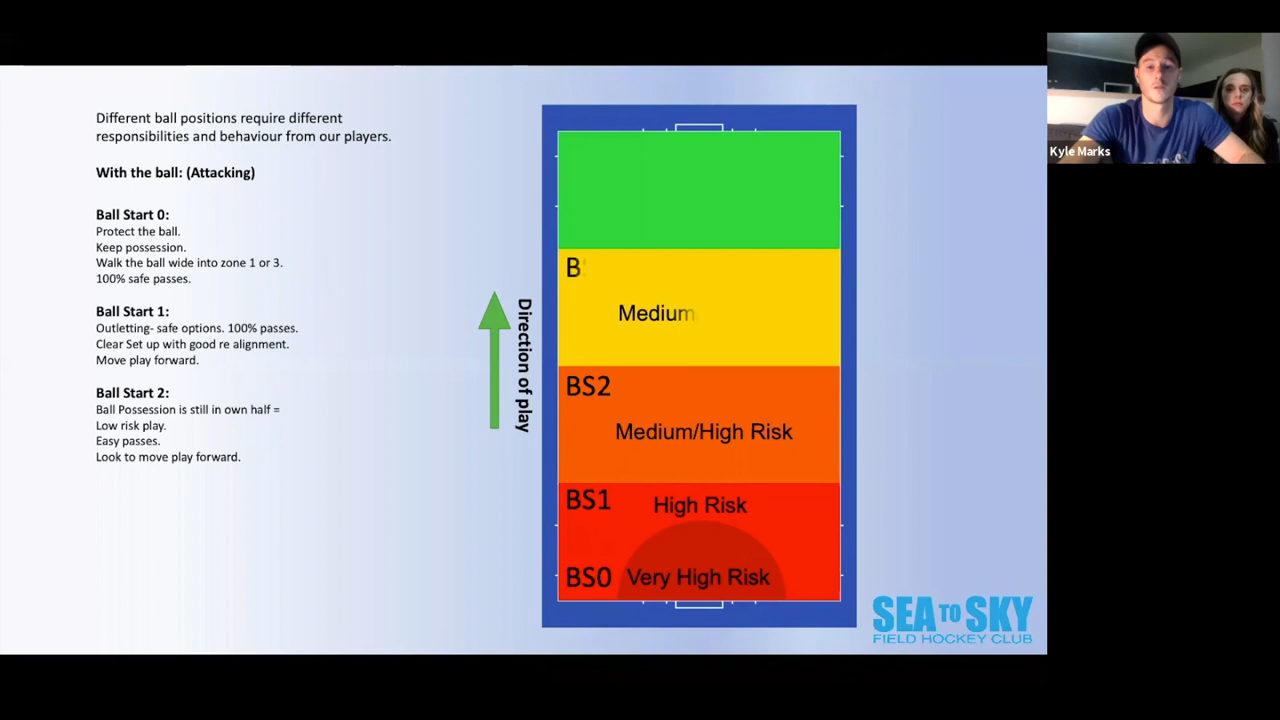 Different ball positions require different
responsibilities and behaviour from our players.
With the ball: (Attacking)
Ball Start 0:
Protect the ball.
Keep possession.
Walk the ball wide into zone 1 or 3.
100% safe passes.
Ball Start 1:
Outletting- safe options. 100% passes.
Clear Set up with good re alignment.
Move play forward.
Ball Start 2:
Ball Possession is still in own half =
Low risk play.
Easy passes.
Look to move play forward.
Direction of play
B
Medium
BS2
Medium/High Risk
BS1 High Risk
BS0 Very High Risk
SEA TO SKY
FIELD HOCKEY CLUB
Kyle Marks